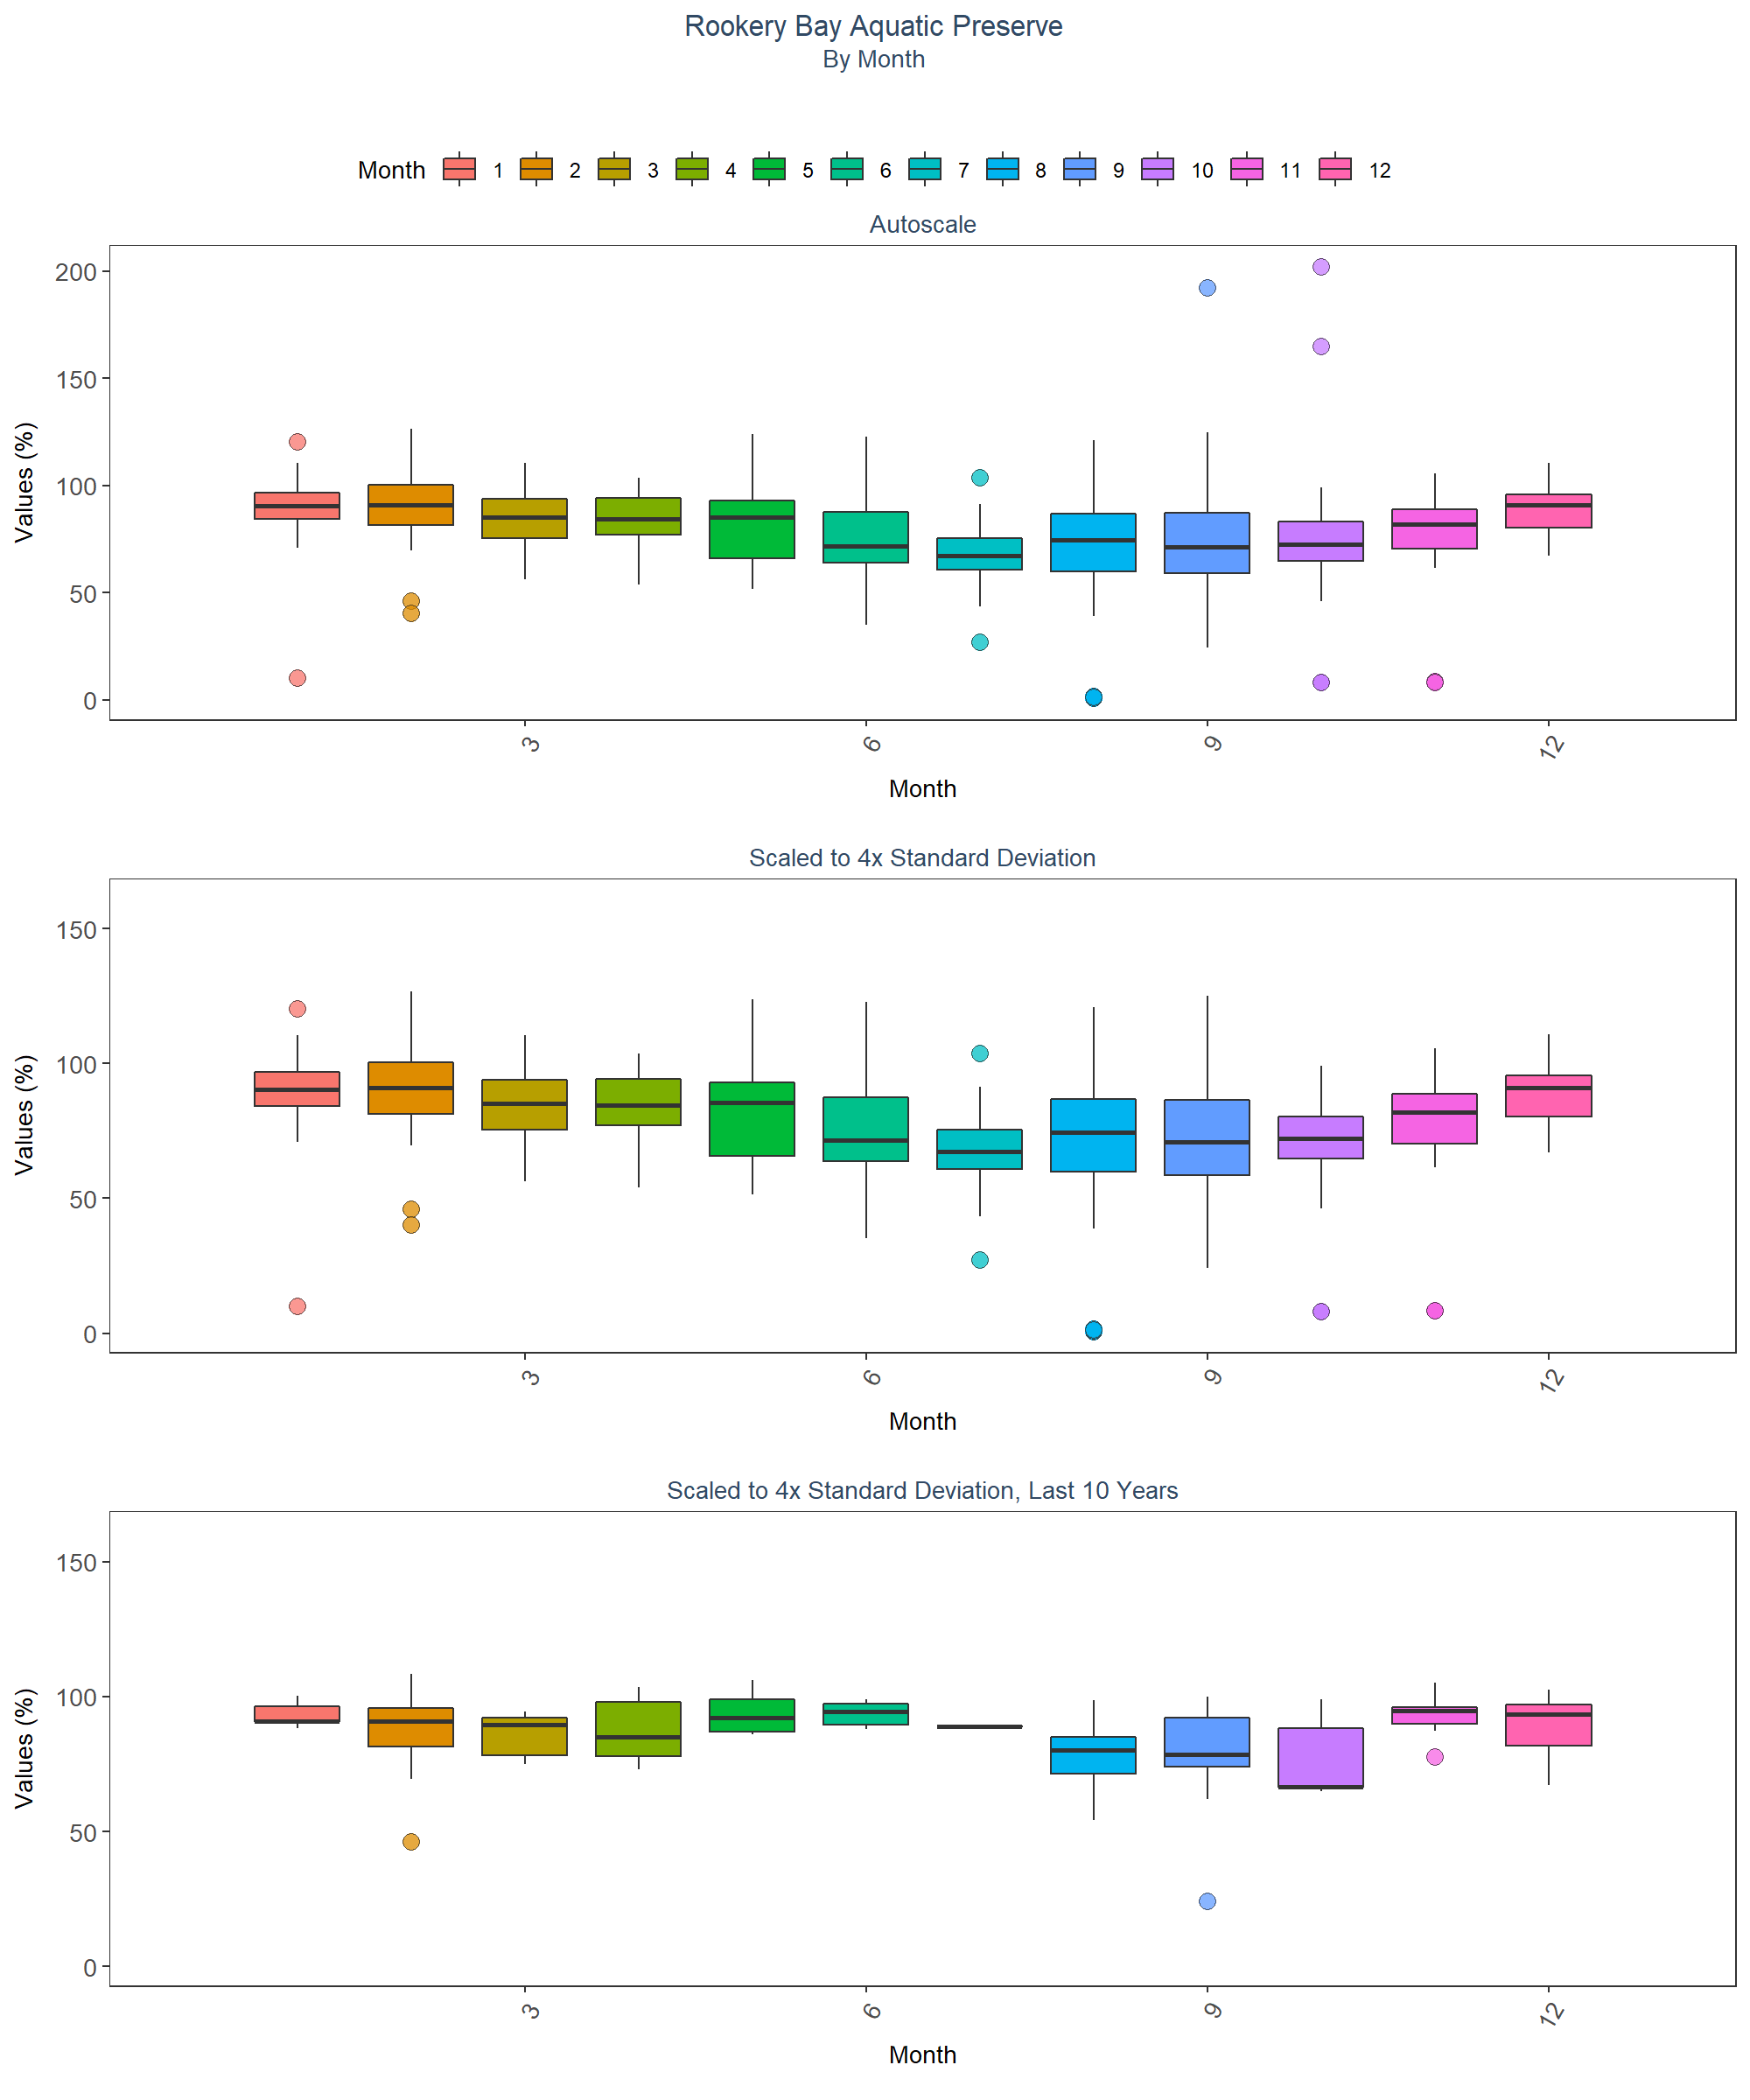 Rookery Bay Aquatic Preserve
By Month
Month 1 2 3 4 5 6 7 8 9 10 11 12
Autoscale
200
150
100
50
0
Values (%)
3 6 9 12
Month
Scaled to 4x Standard Deviation
150
100
50
0
Values (%)
3 6 9 12
Month
Scaled to 4x Standard Deviation, Last 10 Years
150
100
50
0
Values (%)
3 6 9 12
Month